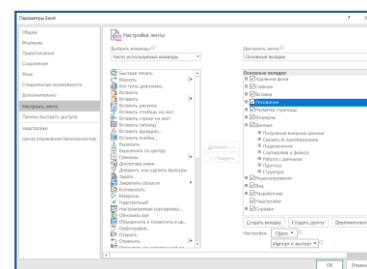 Параметры Excel
?
Общие
Формулы
Правописание
Сохранение
Язык
Специальные возможности
Дополнительно
Настроить ленту
Панель быстрого доступа
Надстройки
Центр управления безопасностью
Настройка ленты.
Выбрать команды:
Часто используемые команды
Быстрая печать
Вернуть
Все типы диаграмм...
Вставить
Вставить
Вставить рисунок
Вставить столбцы на лист
Вставить строки на лист
Вставить таблицу
Вставить функцию...
Вставить ячейки...
Вырезать
Выровнять по центру
Границы
Диспетчер имен
Добавить или удалить фильтры
Задать
Закрепить области
Копировать
Макросы
Надстрочный
Настраиваемая сортировка...
Обновить все
Объединить и поместить в це...
Орфография...
Открыть
Отменить
Добавить >>
<< Удалить
Настроить ленту:
Основные вкладки
Основные вкладки
Удаление фона
Главная
Вставка
Рисование
Разметка страницы
Формулы
Данные
Получение внешних данных
Скачать & преобразовать
Подключения
Сортировка и фильтр
Работа с данными
Прогноз
Структура
Рецензирование
Вид
Разработчик
Надстройки
Справка
Создать вкладку
Создать группу
Переименование
Настройки:
Сброс
Импорт и экспорт
ОК
Отмена